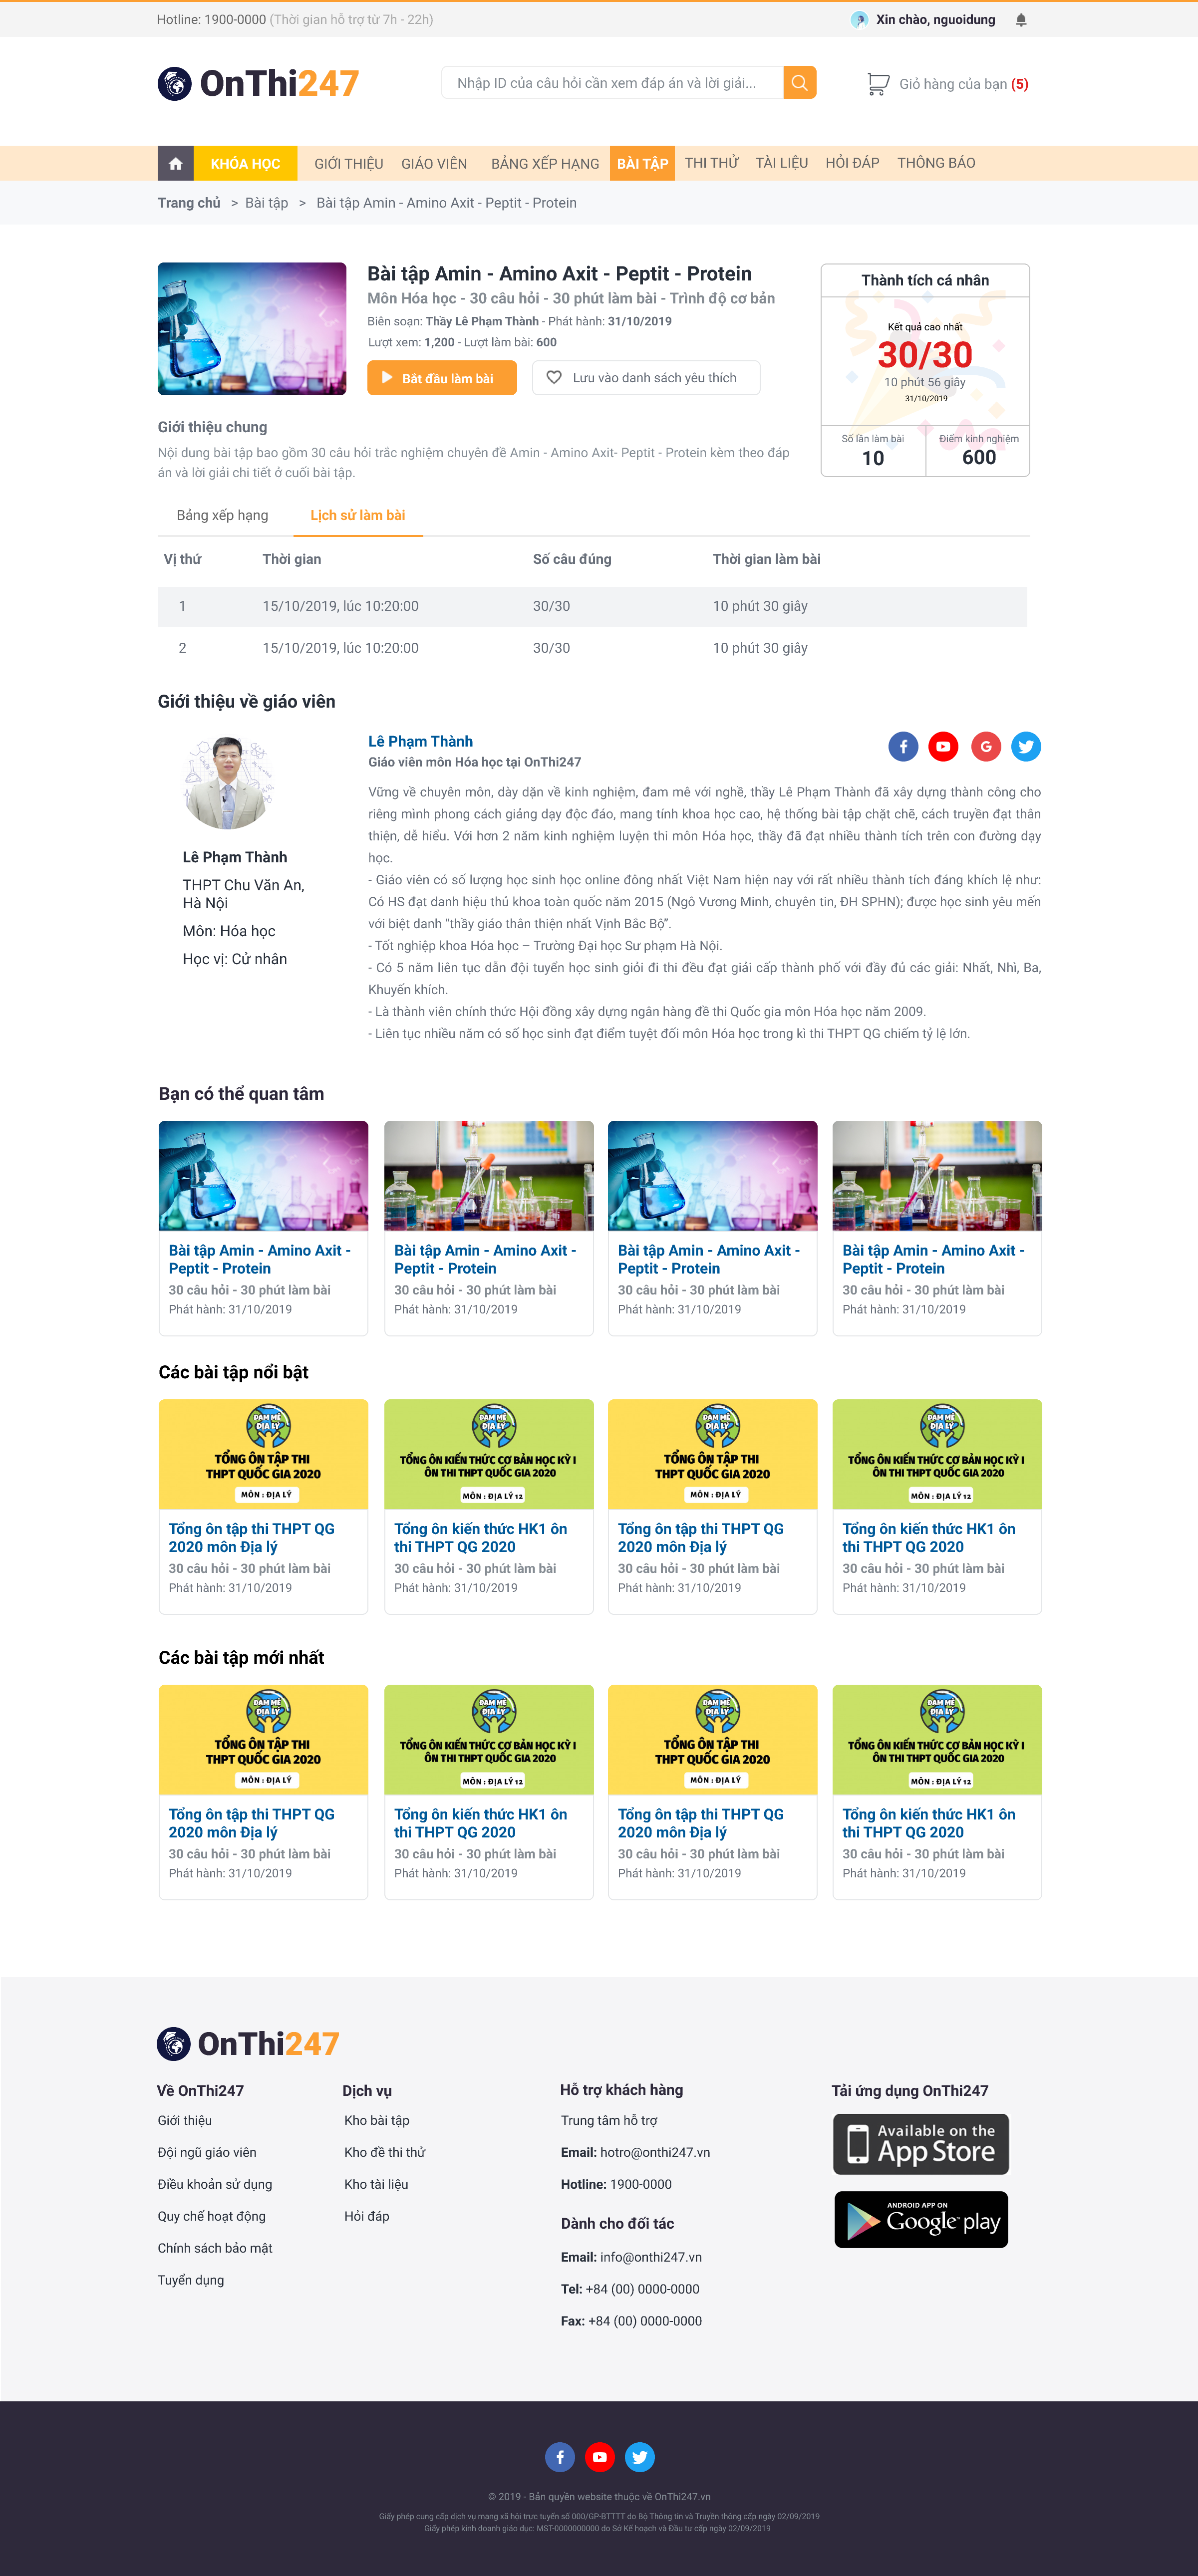 Hotline: 1900-0000 (Thời gian hỗ trợ từ 7h - 22h)
Xin chào, nguoidung
OnThi247
Nhập ID của câu hỏi cần xem đáp án và lời giải...
Giỏ hàng của bạn (5)
KHÓA HỌC
GIỚI THIỆU
GIÁO VIÊN
BẢNG XẾP HẠNG
BÀI TẬP
THI THỬ
TÀI LIỆU
HỎI ĐÁP
THÔNG BÁO
Trang chủ > Bài tập > Bài tập Amin - Amino Axit - Peptit - Protein
Bài tập Amin - Amino Axit - Peptit - Protein
Môn Hóa học - 30 câu hỏi - 30 phút làm bài - Trình độ cơ bản
Biên soạn: Thầy Lê Phạm Thành - Phát hành: 31/10/2019
Lượt xem: 1,200 - Lượt làm bài: 600
Bắt đầu làm bài
Lưu vào danh sách yêu thích
Thành tích cá nhân
Kết quả cao nhất
30/30
10 phút 56 giây
31/10/2019
Số lần làm bài
10
Điểm kinh nghiệm
600
Giới thiệu chung
Nội dung bài tập bao gồm 30 câu hỏi trắc nghiệm chuyên đề Amin - Amino Axit- Peptit - Protein kèm theo đáp
án và lời giải chi tiết ở cuối bài tập.
Bảng xếp hạng
Lịch sử làm bài
Vị thứ
Thời gian
Số câu đúng
Thời gian làm bài
1
15/10/2019, lúc 10:20:00
30/30
10 phút 30 giây
2
15/10/2019, lúc 10:20:00
30/30
10 phút 30 giây
Giới thiệu về giáo viên
Lê Phạm Thành
THPT Chu Văn An,
Hà Nội
Môn: Hóa học
Học vị: Cử nhân
Lê Phạm Thành
Giáo viên môn Hóa học tại OnThi247
Vững về chuyên môn, dày dặn về kinh nghiệm, đam mê với nghề, thầy Lê Phạm Thành đã xây dựng thành công cho
riêng mình phong cách giảng dạy độc đáo, mang tính khoa học cao, hệ thống bài tập chặt chẽ, cách truyền đạt thân
thiện, dễ hiểu. Với hơn 2 năm kinh nghiệm luyện thi môn Hóa học, thầy đã đạt nhiều thành tích trên con đường dạy
học.
- Giáo viên có số lượng học sinh học online đông nhất Việt Nam hiện nay với rất nhiều thành tích đáng khích lệ như:
Có HS đạt danh hiệu thủ khoa toàn quốc năm 2015 (Ngô Vương Minh, chuyên tin, ĐH SPHN); được học sinh yêu mến
với biệt danh “thầy giáo thân thiện nhất Vịnh Bắc Bộ”.
- Tốt nghiệp khoa Hóa học – Trường Đại học Sư phạm Hà Nội.
- Có 5 năm liên tục dẫn đội tuyển học sinh giỏi đi thi đều đạt giải cấp thành phố với đầy đủ các giải: Nhất, Nhì, Ba,
Khuyến khích.
- Là thành viên chính thức Hội đồng xây dựng ngân hàng đề thi Quốc gia môn Hóa học năm 2009.
- Liên tục nhiều năm có số học sinh đạt điểm tuyệt đối môn Hóa học trong kì thi THPT QG chiếm tỷ lệ lớn.
Bạn có thể quan tâm
Bài tập Amin - Amino Axit -
Peptit - Protein
30 câu hỏi - 30 phút làm bài
Phát hành: 31/10/2019
Bài tập Amin - Amino Axit -
Peptit - Protein
30 câu hỏi - 30 phút làm bài
Phát hành: 31/10/2019
Bài tập Amin - Amino Axit -
Peptit - Protein
30 câu hỏi - 30 phút làm bài
Phát hành: 31/10/2019
Bài tập Amin - Amino Axit -
Peptit - Protein
30 câu hỏi - 30 phút làm bài
Phát hành: 31/10/2019
Các bài tập nổi bật
ĐAM MÊ
ĐỊA LÝ
TỔNG ÔN TẬP THI
THPT QUỐC GIA 2020
MÔN : ĐỊA LÝ
Tổng ôn tập thi THPT QG
2020 môn Địa lý
30 câu hỏi - 30 phút làm bài
Phát hành: 31/10/2019
ĐAM MÊ
ĐỊA LÝ
TỔNG ÔN KIẾN THỨC CƠ BẢN HỌC KỲ I
ÔN THI THPT QUỐC GIA 2020
MÔN : ĐỊA LÝ 12
Tổng ôn kiến thức HK1 ôn
thi THPT QG 2020
30 câu hỏi - 30 phút làm bài
Phát hành: 31/10/2019
ĐAM MÊ
ĐỊA LÝ
TỔNG ÔN TẬP THI
THPT QUỐC GIA 2020
MÔN : ĐỊA LÝ
Tổng ôn tập thi THPT QG
2020 môn Địa lý
30 câu hỏi - 30 phút làm bài
Phát hành: 31/10/2019
ĐAM MÊ
ĐỊA LÝ
TỔNG ÔN KIẾN THỨC CƠ BẢN HỌC KỲ I
ÔN THI THPT QUỐC GIA 2020
MÔN : ĐỊA LÝ 12
Tổng ôn kiến thức HK1 ôn
thi THPT QG 2020
30 câu hỏi - 30 phút làm bài
Phát hành: 31/10/2019
Các bài tập mới nhất
ĐAM MÊ
ĐỊA LÝ
TỔNG ÔN TẬP THI
THPT QUỐC GIA 2020
MÔN : ĐỊA LÝ
Tổng ôn tập thi THPT QG
2020 môn Địa lý
30 câu hỏi - 30 phút làm bài
Phát hành: 31/10/2019
ĐAM MÊ
ĐỊA LÝ
TỔNG ÔN KIẾN THỨC CƠ BẢN HỌC KỲ I
ÔN THI THPT QUỐC GIA 2020
MÔN : ĐỊA LÝ 12
Tổng ôn kiến thức HK1 ôn
thi THPT QG 2020
30 câu hỏi - 30 phút làm bài
Phát hành: 31/10/2019
ĐAM MÊ
ĐỊA LÝ
TỔNG ÔN TẬP THI
THPT QUỐC GIA 2020
MÔN : ĐỊA LÝ
Tổng ôn tập thi THPT QG
2020 môn Địa lý
30 câu hỏi - 30 phút làm bài
Phát hành: 31/10/2019
ĐAM MÊ
ĐỊA LÝ
TỔNG ÔN KIẾN THỨC CƠ BẢN HỌC KỲ I
ÔN THI THPT QUỐC GIA 2020
MÔN : ĐỊA LÝ 12
Tổng ôn kiến thức HK1 ôn
thi THPT QG 2020
30 câu hỏi - 30 phút làm bài
Phát hành: 31/10/2019
OnThi247
Về OnThi247
Giới thiệu
Đội ngũ giáo viên
Điều khoản sử dụng
Quy chế hoạt động
Chính sách bảo mật
Tuyển dụng
Dịch vụ
Kho bài tập
Kho đề thi thử
Kho tài liệu
Hỏi đáp
Hỗ trợ khách hàng
Trung tâm hỗ trợ
Email: hotro@onthi247.vn
Hotline: 1900-0000
Dành cho đối tác
Email: info@onthi247.vn
Tel: +84 (00) 0000-0000
Fax: +84 (00) 0000-0000
Tải ứng dụng OnThi247
Available on the
App Store
ANDROID APP ON
Google play
© 2019 - Bản quyền website thuộc về OnThi247.vn
Giấy phép cung cấp dịch vụ mạng xã hội trực tuyến số 000/GP-BTTTT do Bộ Thông tin và Truyền thông cấp ngày 02/09/2019
Giấy phép kinh doanh giáo dục: MST-0000000000 do Sở Kế hoạch và Đầu tư cấp ngày 02/09/2019